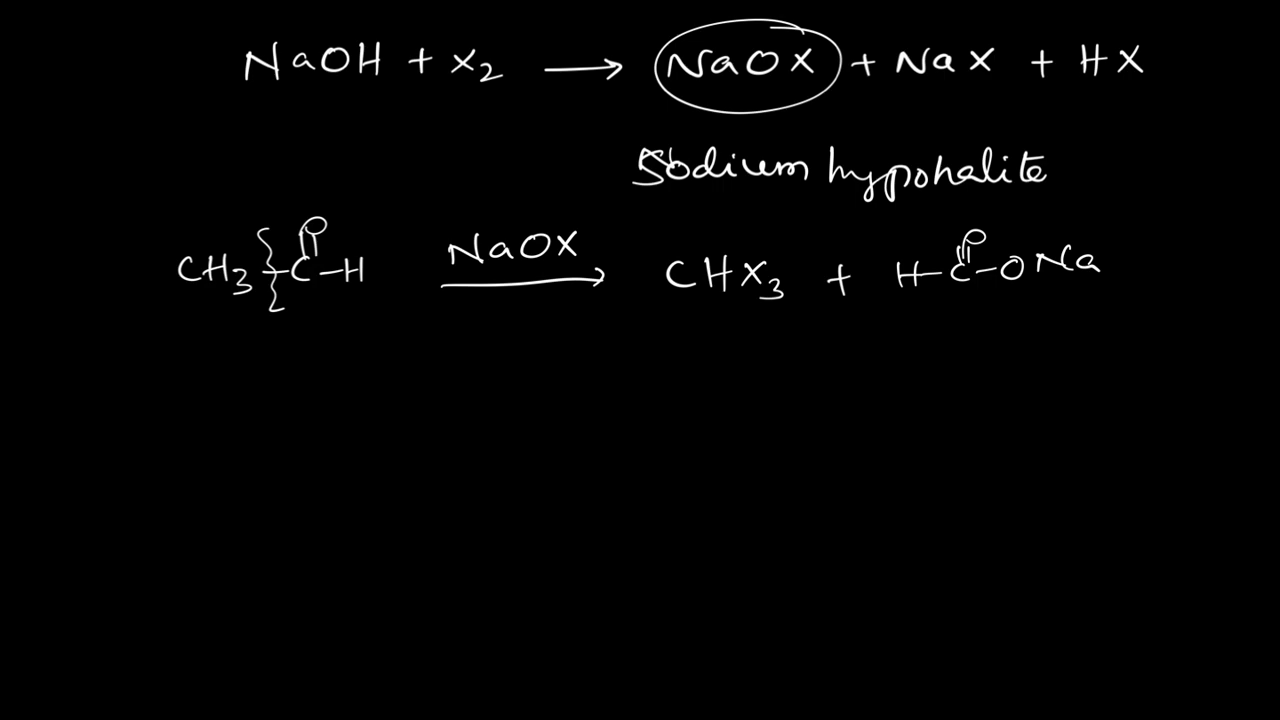 NaOH + X₂ ⟶ NaOX + NaX + HX
Sodium hypohalite
CH₃-C(=O)-H —NaOX→ CHX₃ + H-C(=O)-ONa